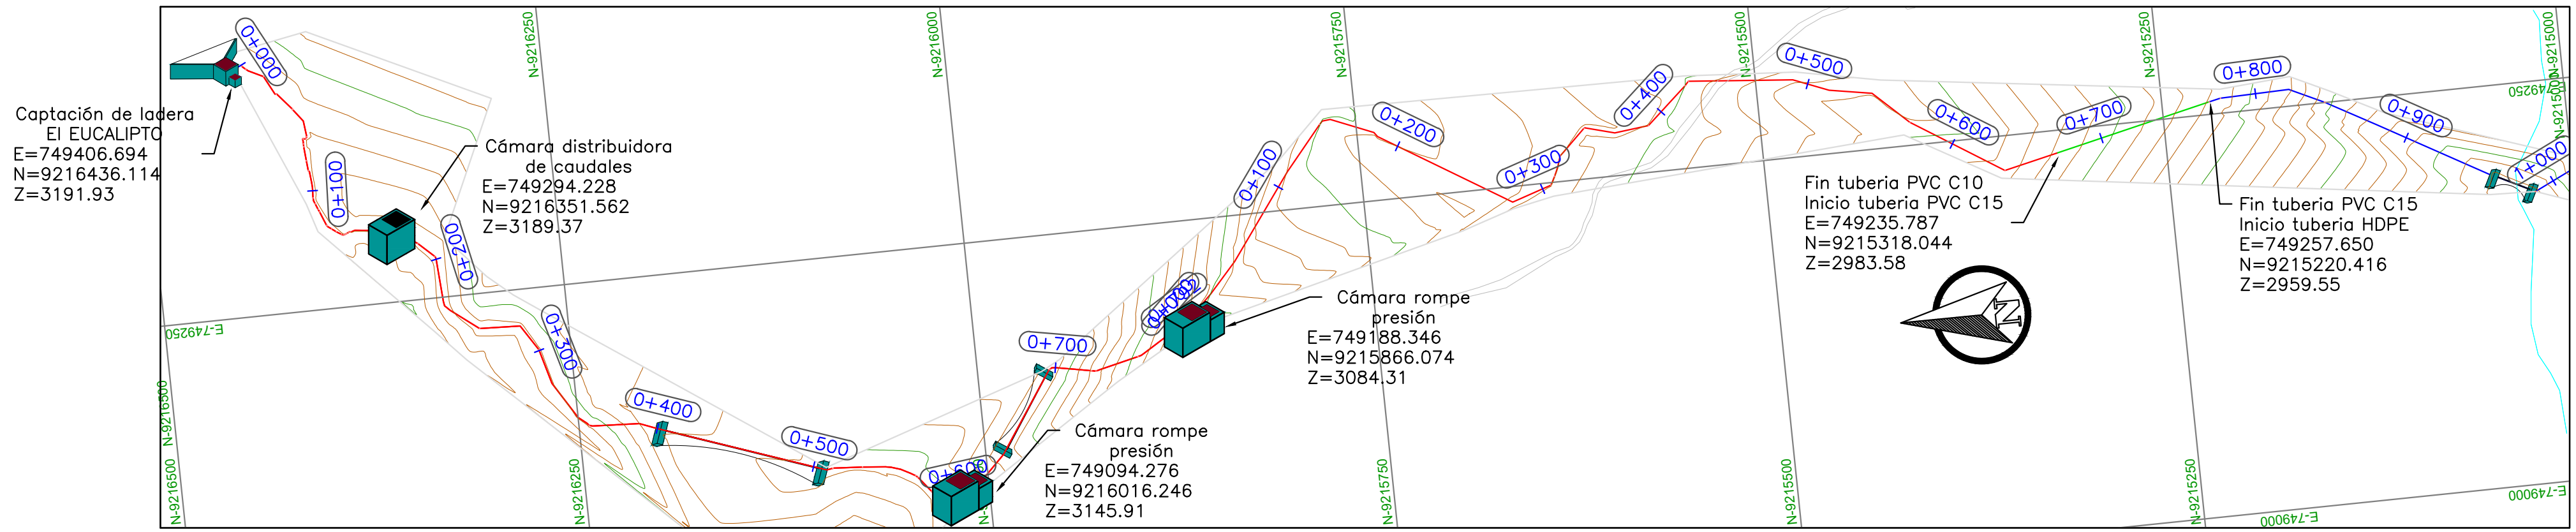 Captación de ladera
El EUCALIPTO
E=749406.694
N=9216436.114
Z=3191.93
0+000
0+100
Cámara distribuidora
de caudales
E=749294.228
N=9216351.562
Z=3189.37
0+200
0+300
0+400
0+500
0+600
Cámara rompe
presión
E=749094.276
N=9216016.246
Z=3145.91
0+700
0+792
Cámara rompe
presión
E=749188.346
N=9215866.074
Z=3084.31
0+100
0+200
0+300
0+400
0+500
0+600
0+700
0+800
0+900
1+000
Fin tuberia PVC C10
Inicio tuberia PVC C15
E=749235.787
N=9215318.044
Z=2983.58
Fin tuberia PVC C15
Inicio tuberia HDPE
E=749257.650
N=9215220.416
Z=2959.55
N
N-9216250
N-9216000
N-9215750
N-9215500
N-9215250
N-9215000
N-9215000
E-749250
N-9216500
N-9216500
N-9216250
N-9215750
N-9215500
N-9215250
E-749000
E-749000